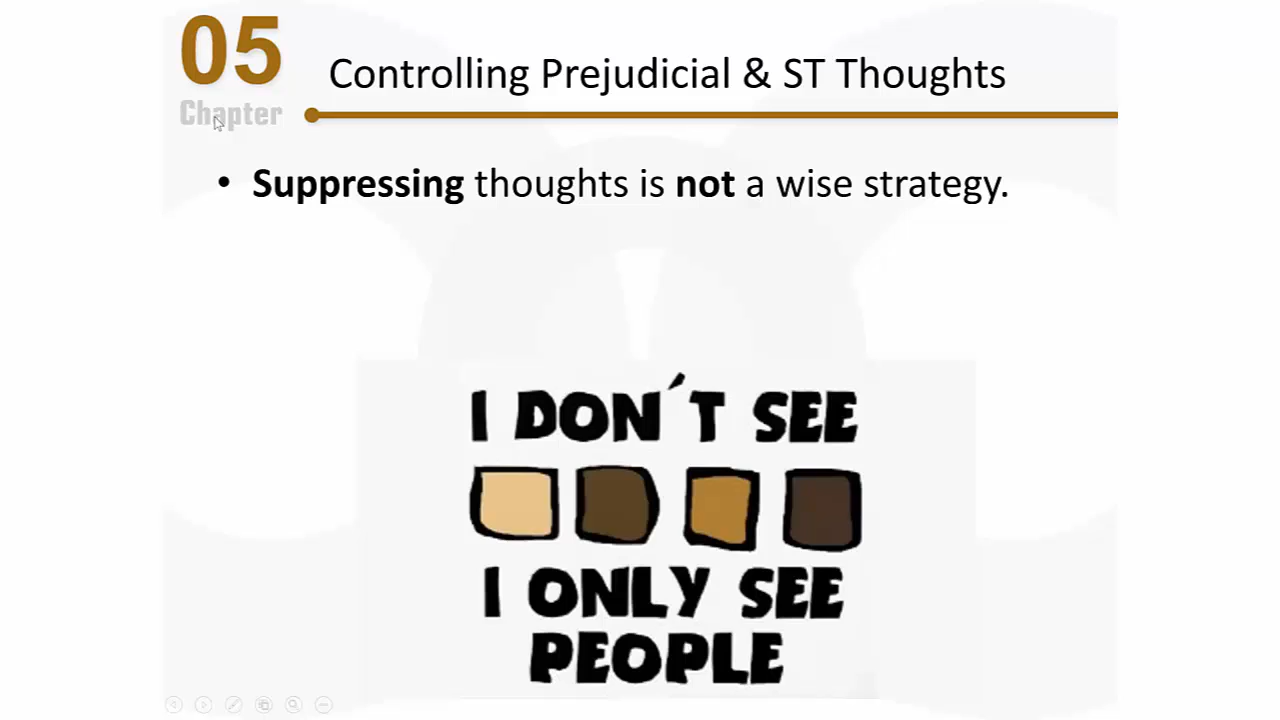 05
Chapter
Controlling Prejudicial & ST Thoughts
• Suppressing thoughts is not a wise strategy.
I DON´T SEE
I ONLY SEE
PEOPLE